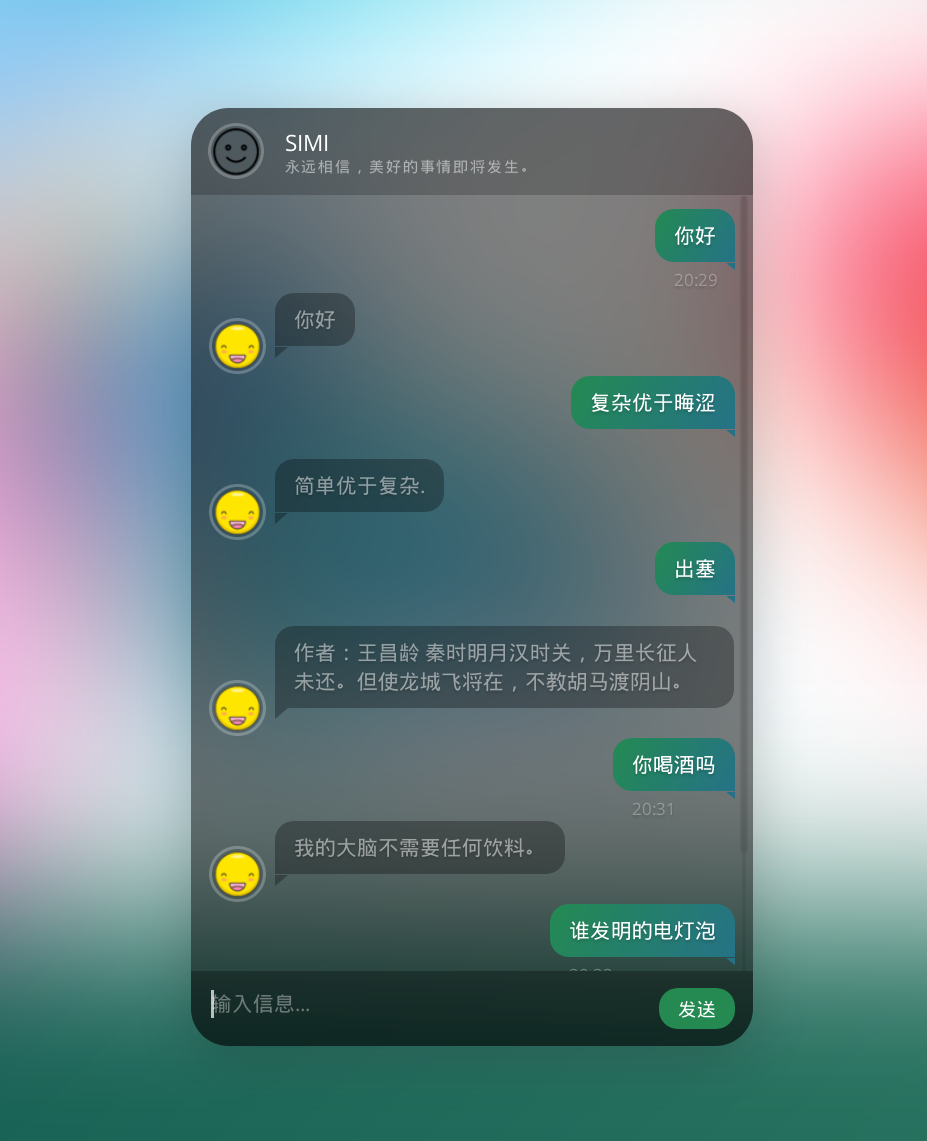 SIMI
永远相信，美好的事情即将发生。
你好
20:29
你好
复杂优于晦涩
简单优于复杂.
出塞
作者：王昌龄 秦时明月汉时关，万里长征人
未还。但使龙城飞将在，不教胡马渡阴山。
你喝酒吗
20:31
我的大脑不需要任何饮料。
谁发明的电灯泡
输入信息...
发送